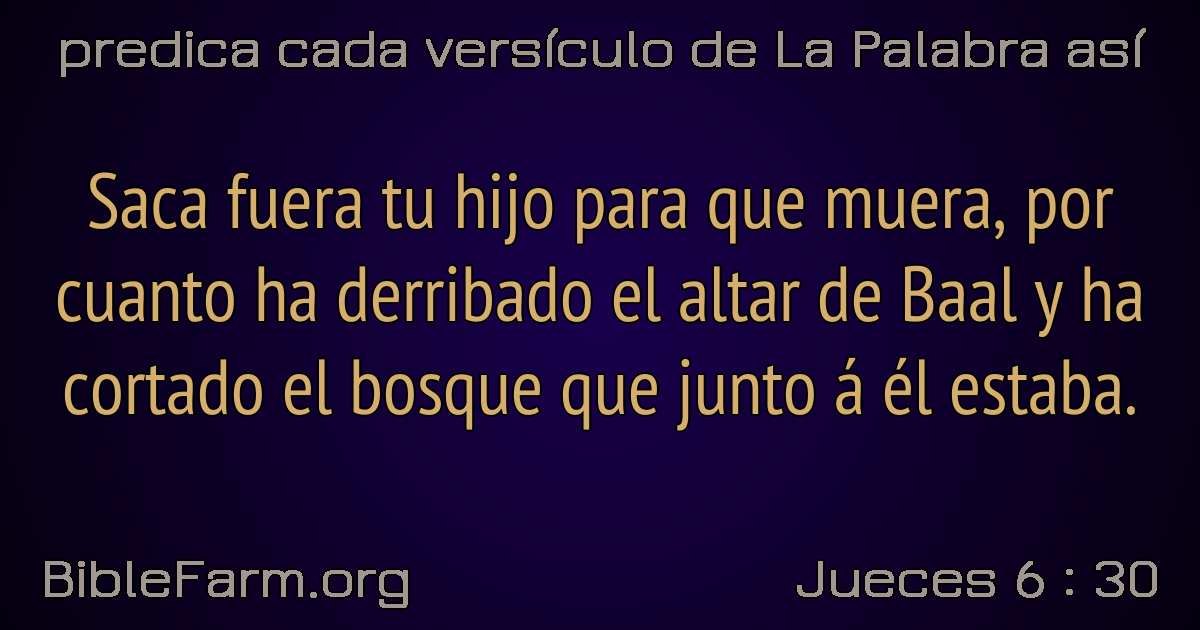 predica cada versículo de La Palabra así
Saca fuera tu hijo para que muera, por
cuanto ha derribado el altar de Baal y ha
cortado el bosque que junto á él estaba.
BibleFarm.org
Jueces 6 : 30